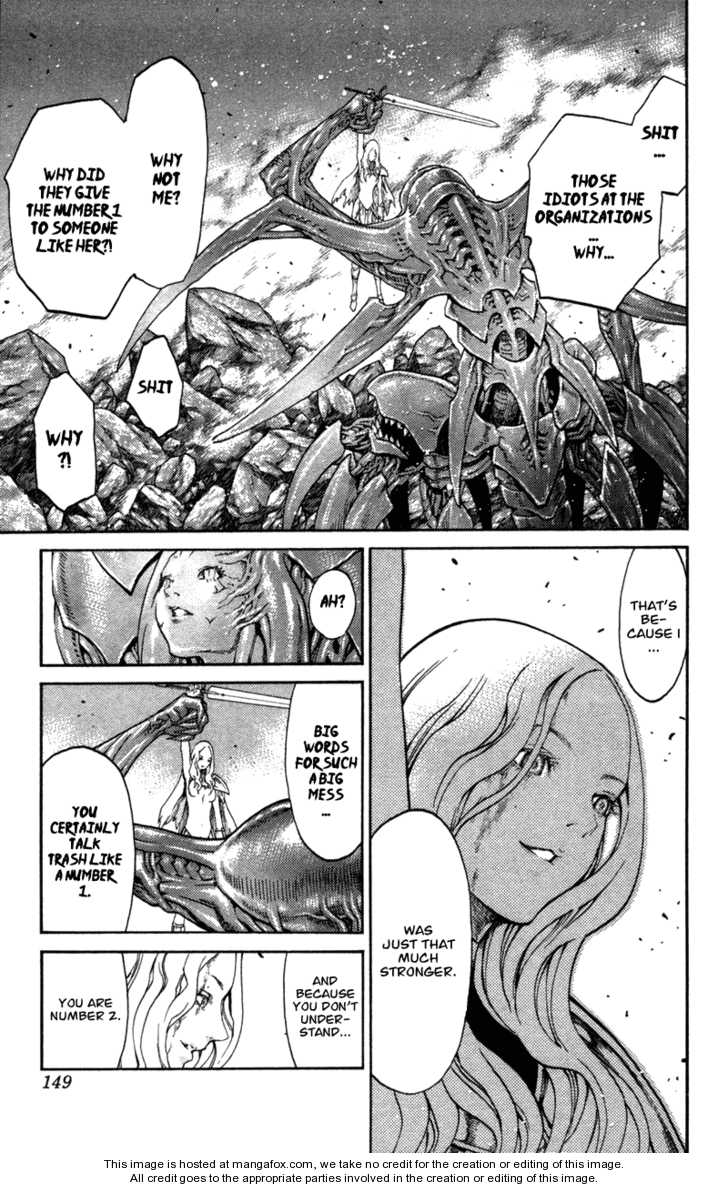 SHIT
...
THOSE
IDIOTS AT THE
ORGANIZATIONS
...
WHY...
WHY
NOT
ME?
WHY DID
THEY GIVE
THE NUMBER 1
TO SOMEONE
LIKE HER?!
SHIT
WHY
?!
THAT'S
BE-
CAUSE I
...
WAS
JUST THAT
MUCH
STRONGER.
AH?
BIG
WORDS
FOR SUCH
A BIG
MESS
...
YOU
CERTAINLY
TALK
TRASH LIKE
A NUMBER
1.
AND
BECAUSE
YOU DON'T
UNDER-
STAND...
YOU ARE
NUMBER 2.
149
This image is hosted at mangafox.com, we take no credit for the creation or editing of this image.
All credit goes to the appropriate parties involved in the creation or editing of this image.